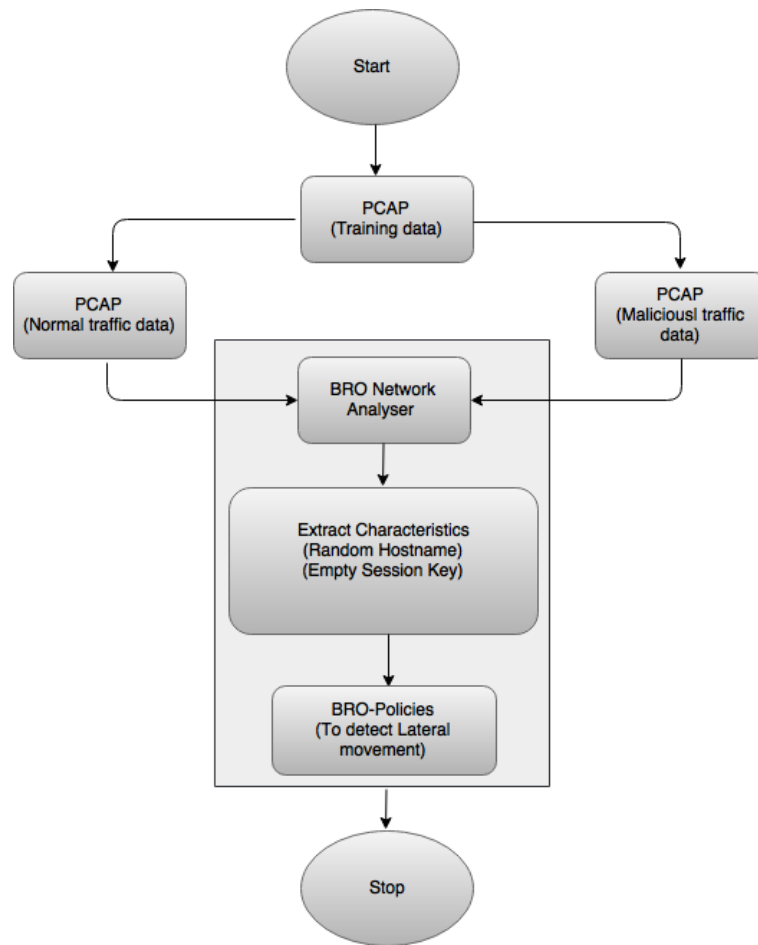 Start
PCAP
(Training data)
PCAP
(Normal traffic data)
PCAP
(Maliciousl traffic
data)
BRO Network
Analyser
Extract Characteristics
(Random Hostname)
(Empty Session Key)
BRO-Policies
(To detect Lateral
movement)
Stop